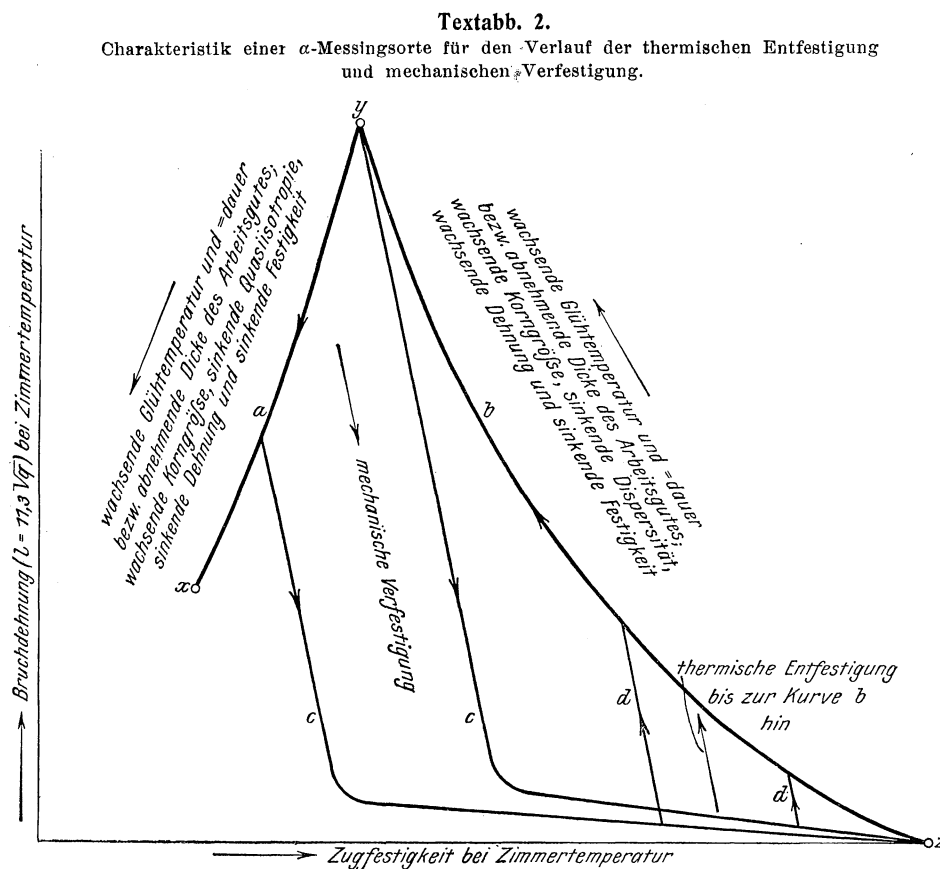 Textabb. 2.
Charakteristik einer α-Messingsorte für den Verlauf der thermischen Entfestigung
und mechanischen Verfestigung.
y
wachsende Glühtemperatur und =dauer
bezw. abnehmende Dicke des Arbeitsgutes;
wachsende Korngröße, sinkende Quasiisotropie,
sinkende Dehnung und sinkende Festigkeit
wachsende Glühtemperatur und =dauer
bezw. abnehmende Dicke des Arbeitsgutes;
wachsende Korngröße, sinkende Dispersität,
wachsende Dehnung und sinkende Festigkeit
a
b
mechanische Verfestigung
x
c
c
d
thermische Entfestigung
bis zur Kurve b
hin
d
z
Bruchdehnung (l = 11,3 √q) bei Zimmertemperatur
Zugfestigkeit bei Zimmertemperatur